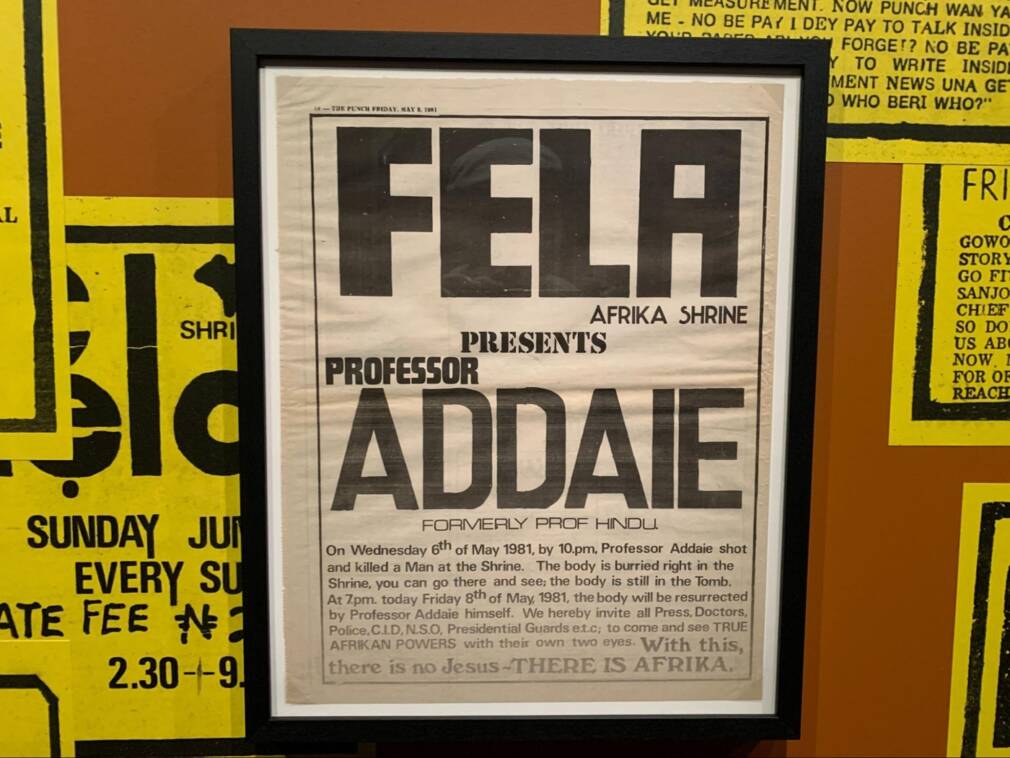 14 — THE PUNCH FRIDAY, MAY 8, 1981
FELA
AFRIKA SHRINE
PRESENTS
PROFESSOR
ADDAIE
FORMERLY PROF HINDU.
On Wednesday 6th of May 1981, by 10.pm, Professor Addaie shot
and killed a Man at the Shrine. The body is burried right in the
Shrine, you can go there and see; the body is still in the Tomb.
At 7.pm. today Friday 8th of May, 1981, the body will be resurrected
by Professor Addaie himself. We hereby invite all Press, Doctors,
Police, C.I.D, N.S.O, Presidential Guards e.t.c; to come and see TRUE
AFRIKAN POWERS with their own two eyes. With this,
there is no Jesus-THERE IS AFRIKA.
SHRI
SUNDAY JUN
EVERY SU
ATE FEE ₦
2.30-9.
GET MEASUREMENT. NOW PUNCH WAN YA
ME - NO BE PAY I DEY PAY TO TALK INSID
FORGET? NO BE PA
Y TO WRITE INSID
MENT NEWS UNA GE
WHO BERI WHO?"
FRI
GOWO
STORY
GO FI
SANJO
CHIEF
SO DO
US AB
NOW.
FOR OF
REACH